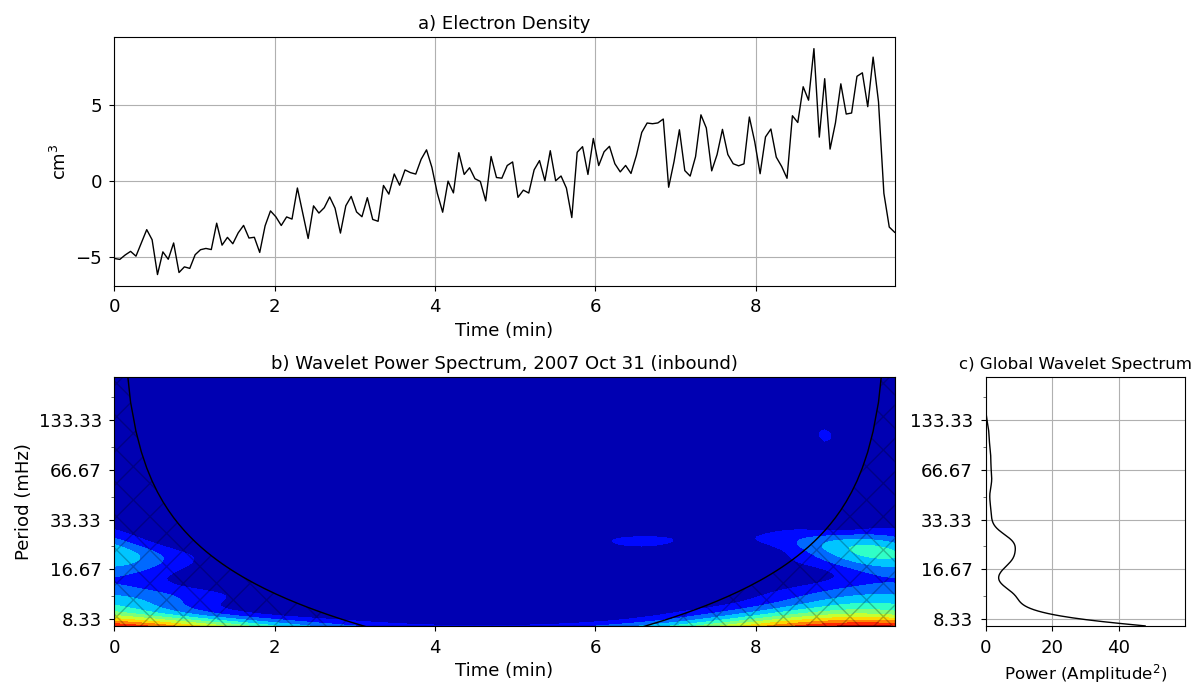 a) Electron Density
cm³
5
0
−5
0 2 4 6 8
Time (min)
b) Wavelet Power Spectrum, 2007 Oct 31 (inbound)
Period (mHz)
133.33
66.67
33.33
16.67
8.33
0 2 4 6 8
Time (min)
c) Global Wavelet Spectrum
133.33
66.67
33.33
16.67
8.33
0 20 40
Power (Amplitude²)